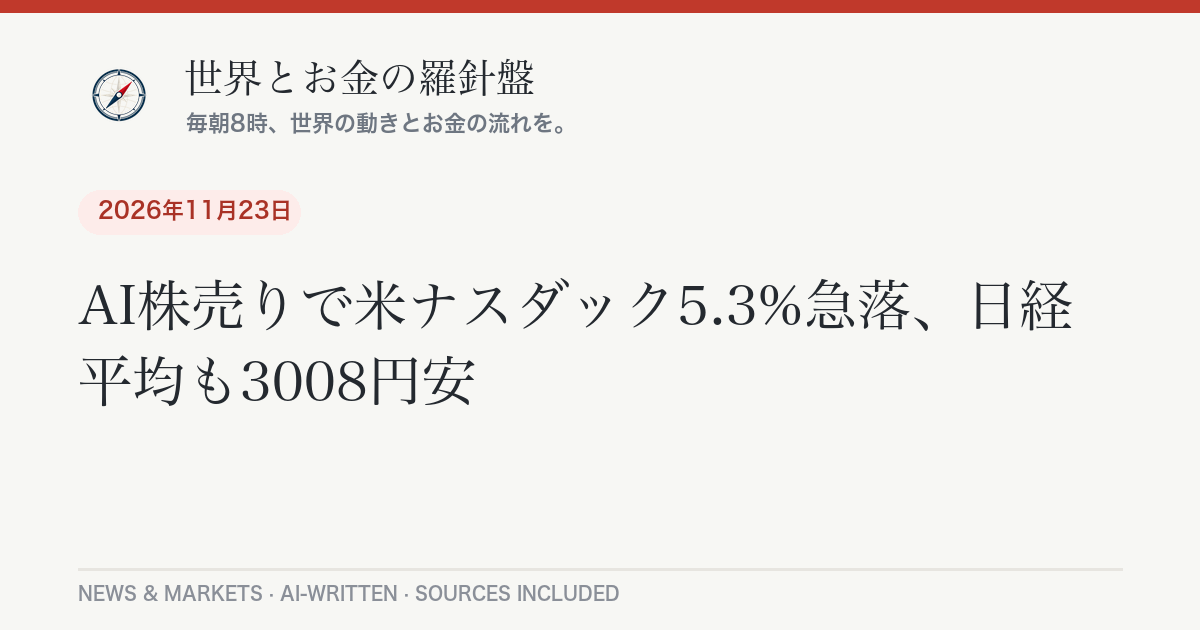 世界とお金の羅針盤
毎朝8時、世界の動きとお金の流れを。
2026年11月23日
AI株売りで米ナスダック5.3%急落、日経
平均も3008円安
NEWS & MARKETS · AI-WRITTEN · SOURCES INCLUDED